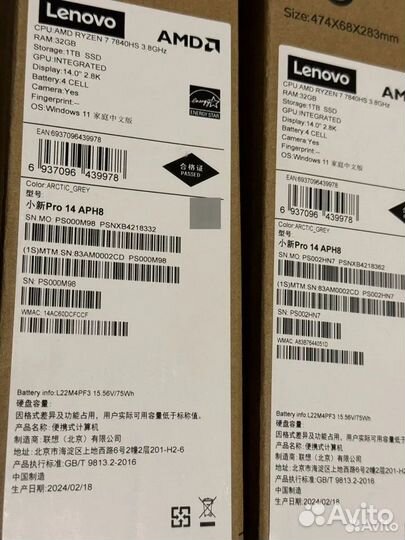 Lenovo
CPU:AMD RYZEN 7 7840HS 3.8GHz
RAM:32GB
Storage:1TB SSD
GPU:INTEGRATED
Display:14.0" 2.8K
Battery:4 CELL
Camera:Yes
Fingerprint:--
OS:Windows 11 家庭中文版
AMD
ENERGY STAR
EAN:6937096439978
6 937096 439978
合格证
PASSED
Color: ARCTIC_GREY
型号:
小新Pro 14 APH8
SN.MO: PS000M98 PSNXB4218332
(1S)MTM.SN:83AM0002CD PS000M98
SN: PS000M98
WMAC: 14AC60DCFCCF
Battery info:L22M4PF3 15.56V/75Wh
硬盘容量:
因格式差异及功能占用，用户实际可用容量低于标称值。
产品名称: 便携式计算机
制造商: 联想（北京）有限公司
地址: 北京市海淀区上地西路6号2幢2层201-H2-6
产品执行标准: GB/T 9813.2-2016
中国制造
生产日期: 2024/02/18
Size: 474X68X283mm
Lenovo
AM
CPU:AMD RYZEN 7 7840HS 3.8GHz
RAM:32GB
Storage:1TB SSD
GPU:INTEGRATED
Display:14.0" 2.8K
Battery:4 CELL
Camera:Yes
Fingerprint:--
OS:Windows 11 家庭中文版
EAN:6937096439978
6 937096 439978
Color: ARCTIC_GREY
型号:
小新Pro 14 APH8
SN.MO: PS002HN7 PSNXB4218362
(1S)MTM.SN:83AM0002CD PS002HN7
SN: PS002HN7
Battery info:L22M4PF3 15.56V/75Wh
硬盘容量:
因格式差异及功能占用，用户实际可用容
产品名称: 便携式计算机
制造商: 联想（北京）有限公司
地址: 北京市海淀区上地西路6号2幢2层201
产品执行标准: GB/T 9813.2-2016
中国制造
生产日期: 2024/02/18
Avito